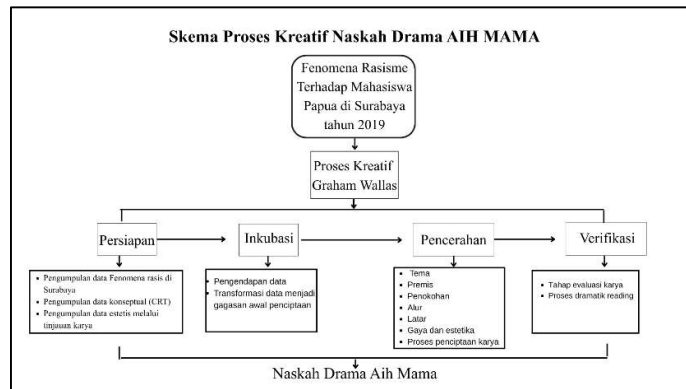 Skema Proses Kreatif Naskah Drama AIH MAMA
Fenomena Rasisme
Terhadap Mahasiswa
Papua di Surabaya
tahun 2019
Proses Kreatif
Graham Wallas
Persiapan
Inkubasi
Pencerahan
Verifikasi
• Pengumpulan data Fenomena rasis di
Surabaya
• Pengumpulan data konseptual (CRT)
• Pengumpulan data estetis melalui
tinjauan karya
• Pengendapan data
• Transformasi data menjadi
gagasan awal penciptaan
• Tema
• Premis
• Penokohan
• Alur
• Latar
• Gaya dan estetika
• Proses penciptaan karya
• Tahap evaluasi karya
• Proses dramatik reading
Naskah Drama Aih Mama